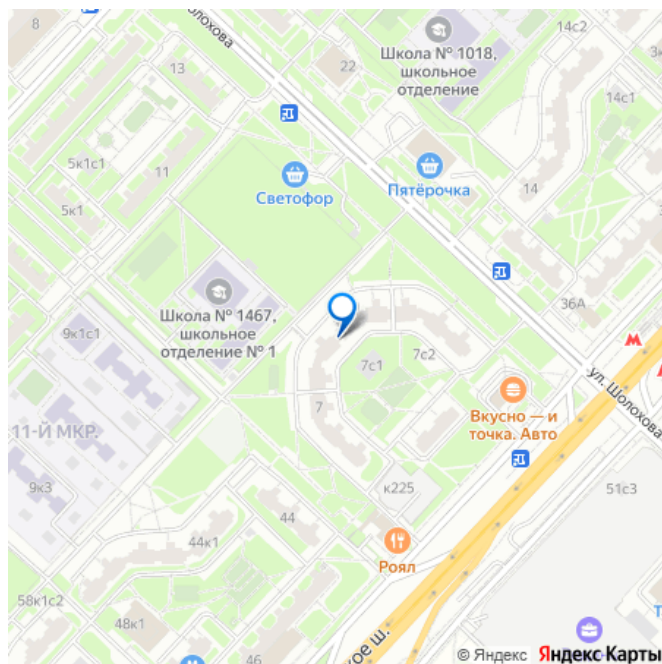 8
Шолохова
14с2
Школа № 1018,
школьное
отделение
13
22
14с1
5к1с1
11
Светофор
Пятёрочка
14
5к1
Школа № 1467,
школьное
отделение № 1
36А
9к1с1
7с1
7с2
ул. Шолохова
7
Вкусно — и
точка. Авто
11-Й МКР.
9к3
к225
51с3
44
44к1
Роял
58к1с2
48к1
46
ое ш.
© Яндекс Яндекс Карты